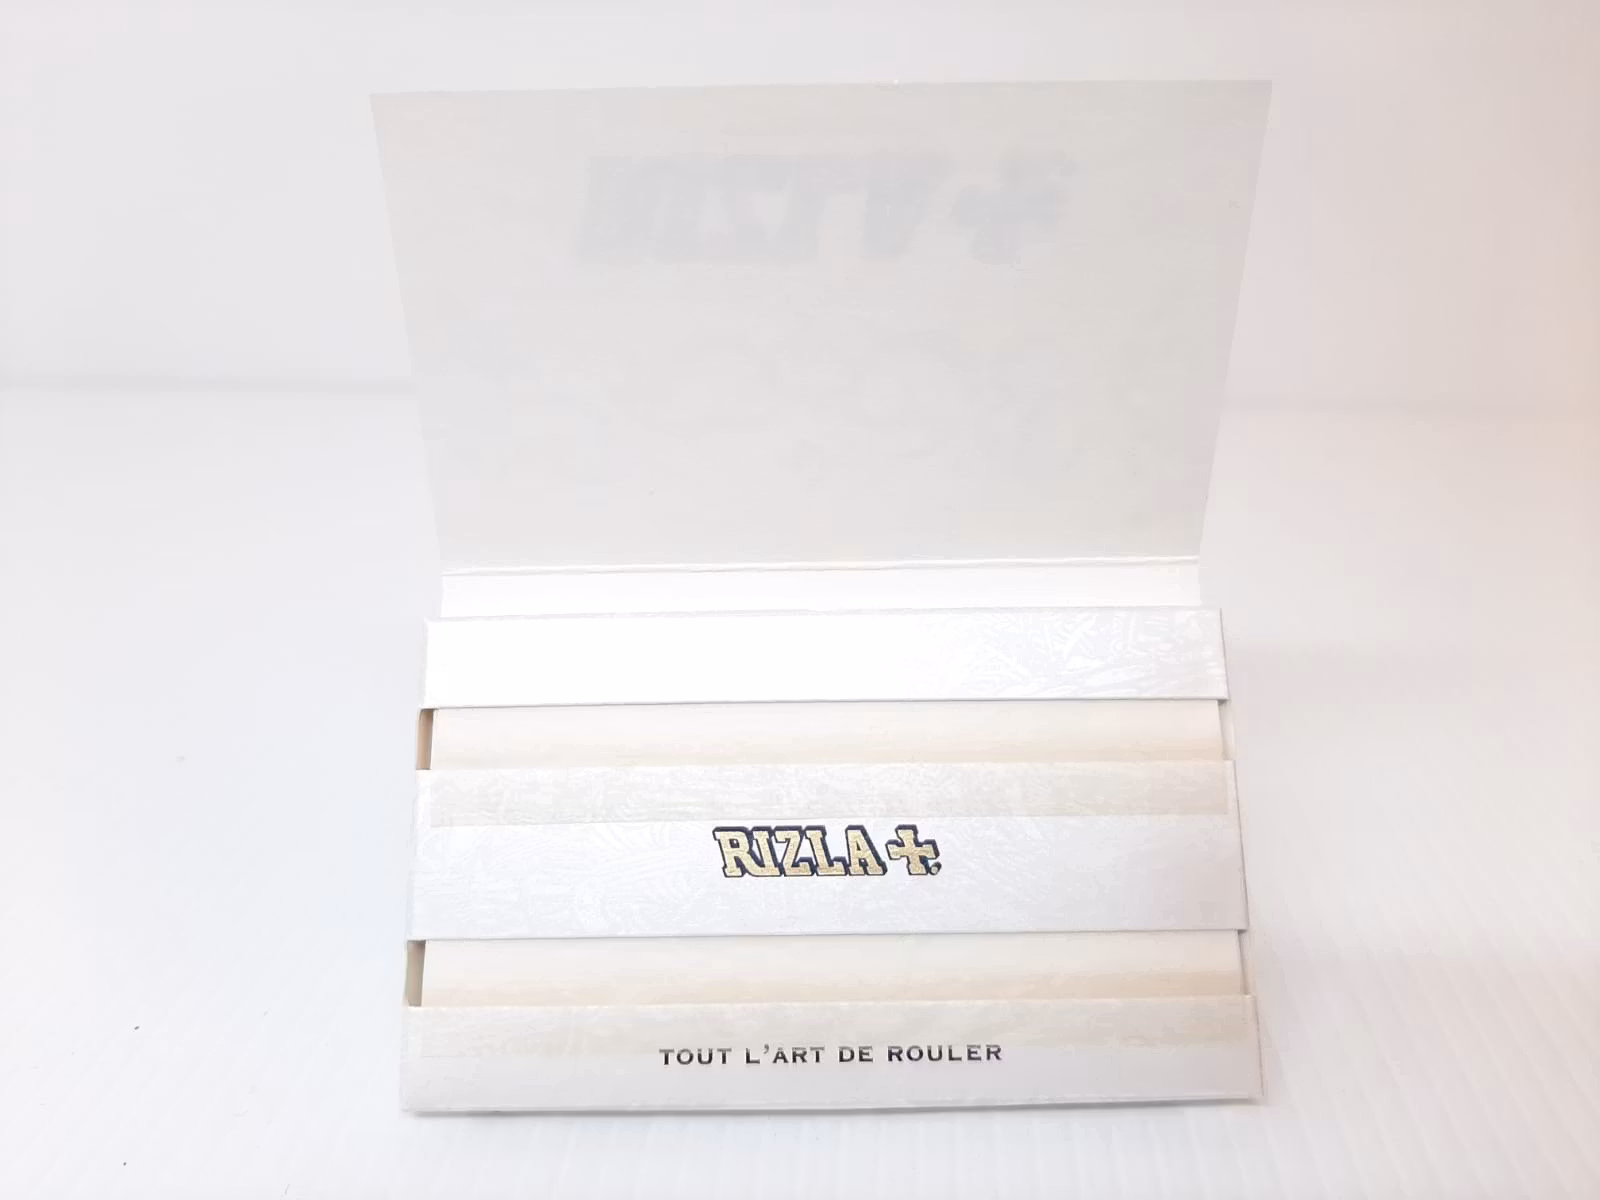 RIZLA+.
TOUT L'ART DE ROULER